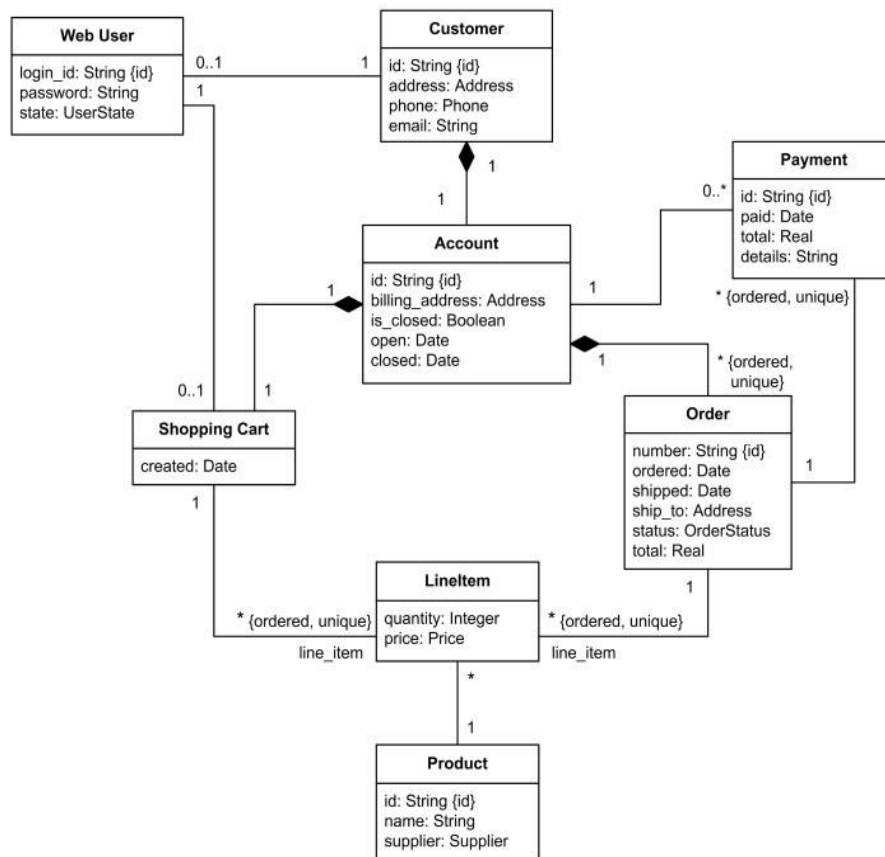 Web User
login_id: String {id}
password: String
state: UserState
0..1
1
1
Customer
id: String {id}
address: Address
phone: Phone
email: String
1
1
Payment
id: String {id}
paid: Date
total: Real
details: String
0..*
Account
id: String {id}
billing_address: Address
is_closed: Boolean
open: Date
closed: Date
1
1
* {ordered, unique}
1
* {ordered,
unique}
0..1
1
Shopping Cart
created: Date
1
Order
number: String {id}
ordered: Date
shipped: Date
ship_to: Address
status: OrderStatus
total: Real
1
1
LineItem
quantity: Integer
price: Price
* {ordered, unique}
line_item
* {ordered, unique}
line_item
*
1
Product
id: String {id}
name: String
supplier: Supplier